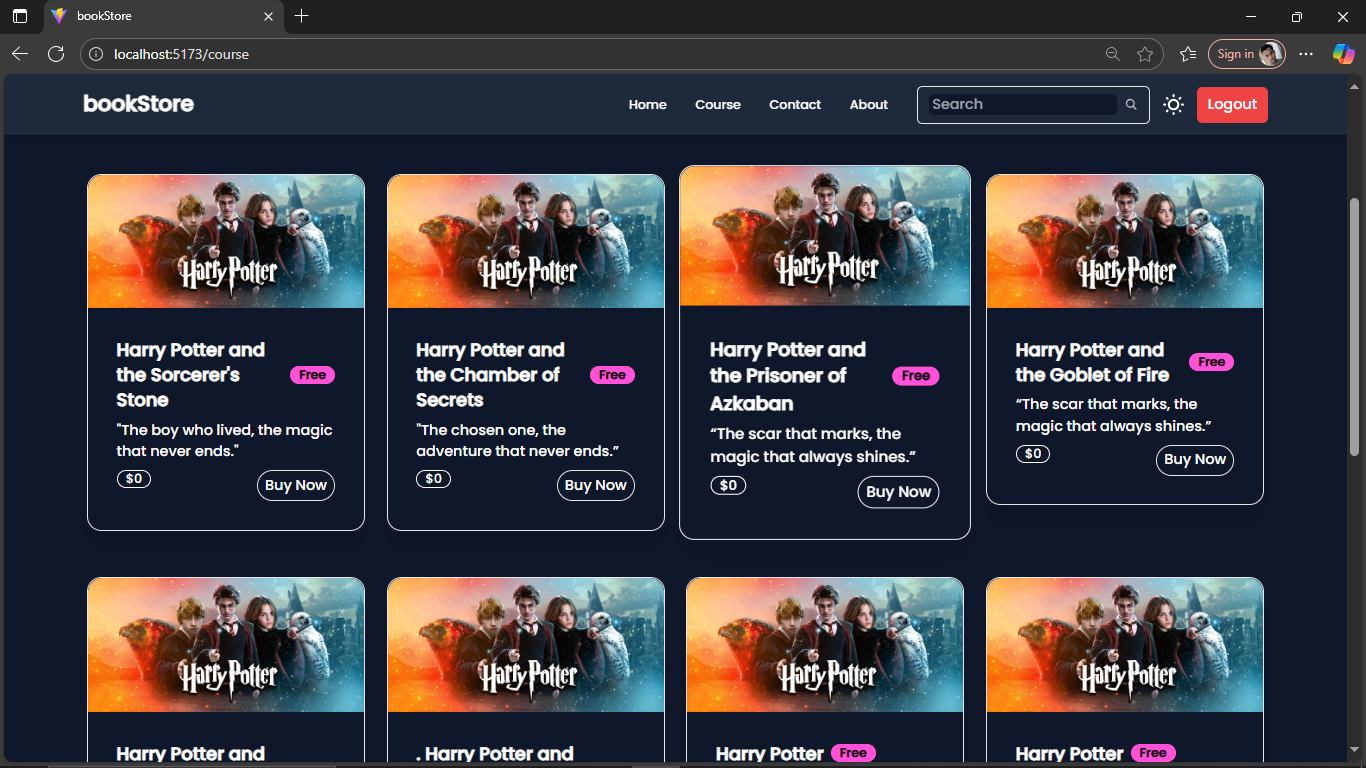 bookStore
localhost:5173/course
Sign in
bookStore
Home
Course
Contact
About
Search
Logout
Harry Potter
Harry Potter
Harry Potter
Harry Potter
Harry Potter and
the Sorcerer's
Stone
Free
"The boy who lived, the magic
that never ends."
$0
Buy Now
Harry Potter and
the Chamber of
Secrets
Free
"The chosen one, the
adventure that never ends.”
$0
Buy Now
Harry Potter and
the Prisoner of
Azkaban
Free
“The scar that marks, the
magic that always shines.”
$0
Buy Now
Harry Potter and
the Goblet of Fire
Free
“The scar that marks, the
magic that always shines.”
$0
Buy Now
Harry Potter
Harry Potter
Harry Potter
Harry Potter
Harry Potter and
. Harry Potter and
Harry Potter
Free
Harry Potter
Free